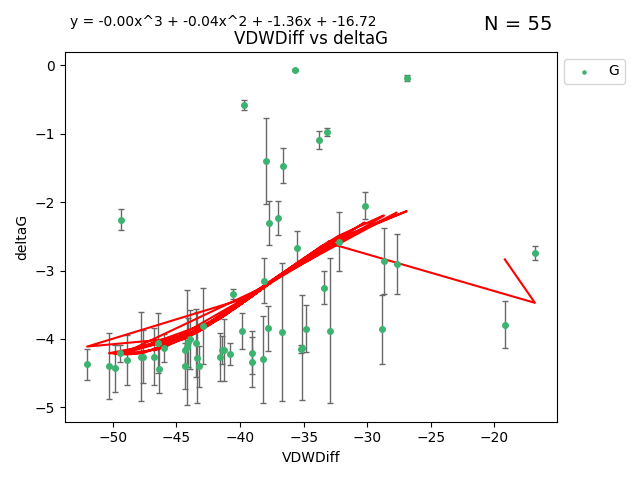 y = -0.00x^3 + -0.04x^2 + -1.36x + -16.72
N = 55
VDWDiff vs deltaG
G
0
−1
−2
−3
−4
−5
deltaG
−50 −45 −40 −35 −30 −25 −20
VDWDiff